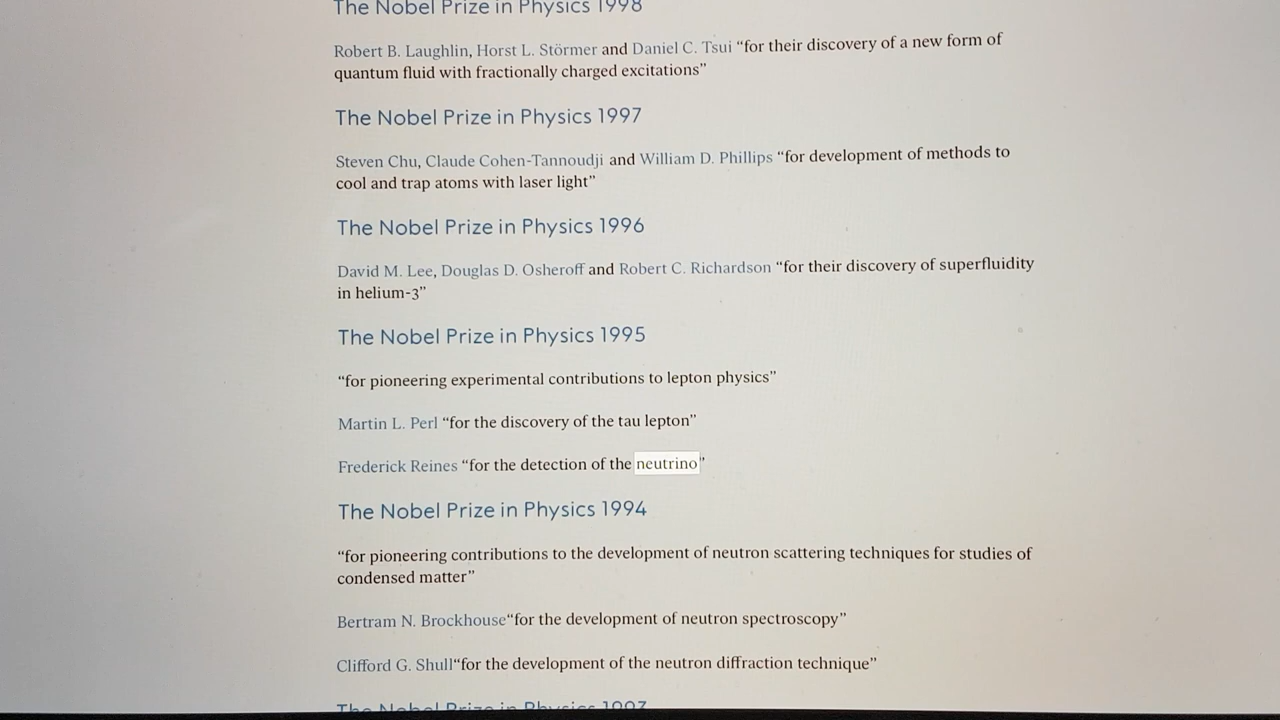 The Nobel Prize in Physics 1998
Robert B. Laughlin, Horst L. Störmer and Daniel C. Tsui “for their discovery of a new form of
quantum fluid with fractionally charged excitations”
The Nobel Prize in Physics 1997
Steven Chu, Claude Cohen-Tannoudji and William D. Phillips “for development of methods to
cool and trap atoms with laser light”
The Nobel Prize in Physics 1996
David M. Lee, Douglas D. Osheroff and Robert C. Richardson “for their discovery of superfluidity
in helium-3”
The Nobel Prize in Physics 1995
“for pioneering experimental contributions to lepton physics”
Martin L. Perl “for the discovery of the tau lepton”
Frederick Reines “for the detection of the neutrino”
The Nobel Prize in Physics 1994
“for pioneering contributions to the development of neutron scattering techniques for studies of
condensed matter”
Bertram N. Brockhouse“for the development of neutron spectroscopy”
Clifford G. Shull“for the development of the neutron diffraction technique”
The Nobel Prize in Physics